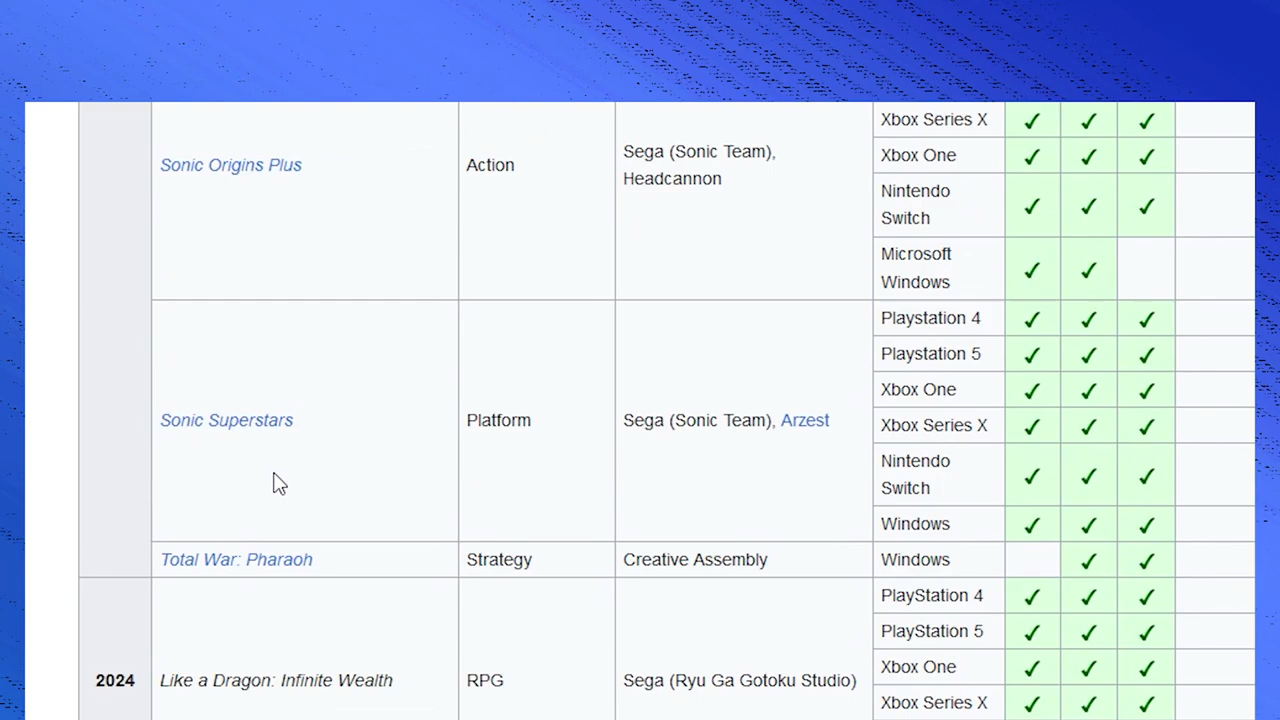 Xbox Series X ✓ ✓ ✓
Sonic Origins Plus
Action
Sega (Sonic Team),
Headcannon
Xbox One ✓ ✓ ✓
Nintendo
Switch ✓ ✓ ✓
Microsoft
Windows ✓ ✓
Playstation 4 ✓ ✓ ✓
Playstation 5 ✓ ✓ ✓
Xbox One ✓ ✓ ✓
Sonic Superstars
Platform
Sega (Sonic Team), Arzest
Xbox Series X ✓ ✓ ✓
Nintendo
Switch ✓ ✓ ✓
Windows ✓ ✓ ✓
Total War: Pharaoh
Strategy
Creative Assembly
Windows ✓ ✓
PlayStation 4 ✓ ✓ ✓
PlayStation 5 ✓ ✓ ✓
Xbox One ✓ ✓ ✓
2024
Like a Dragon: Infinite Wealth
RPG
Sega (Ryu Ga Gotoku Studio)
Xbox Series X ✓ ✓ ✓